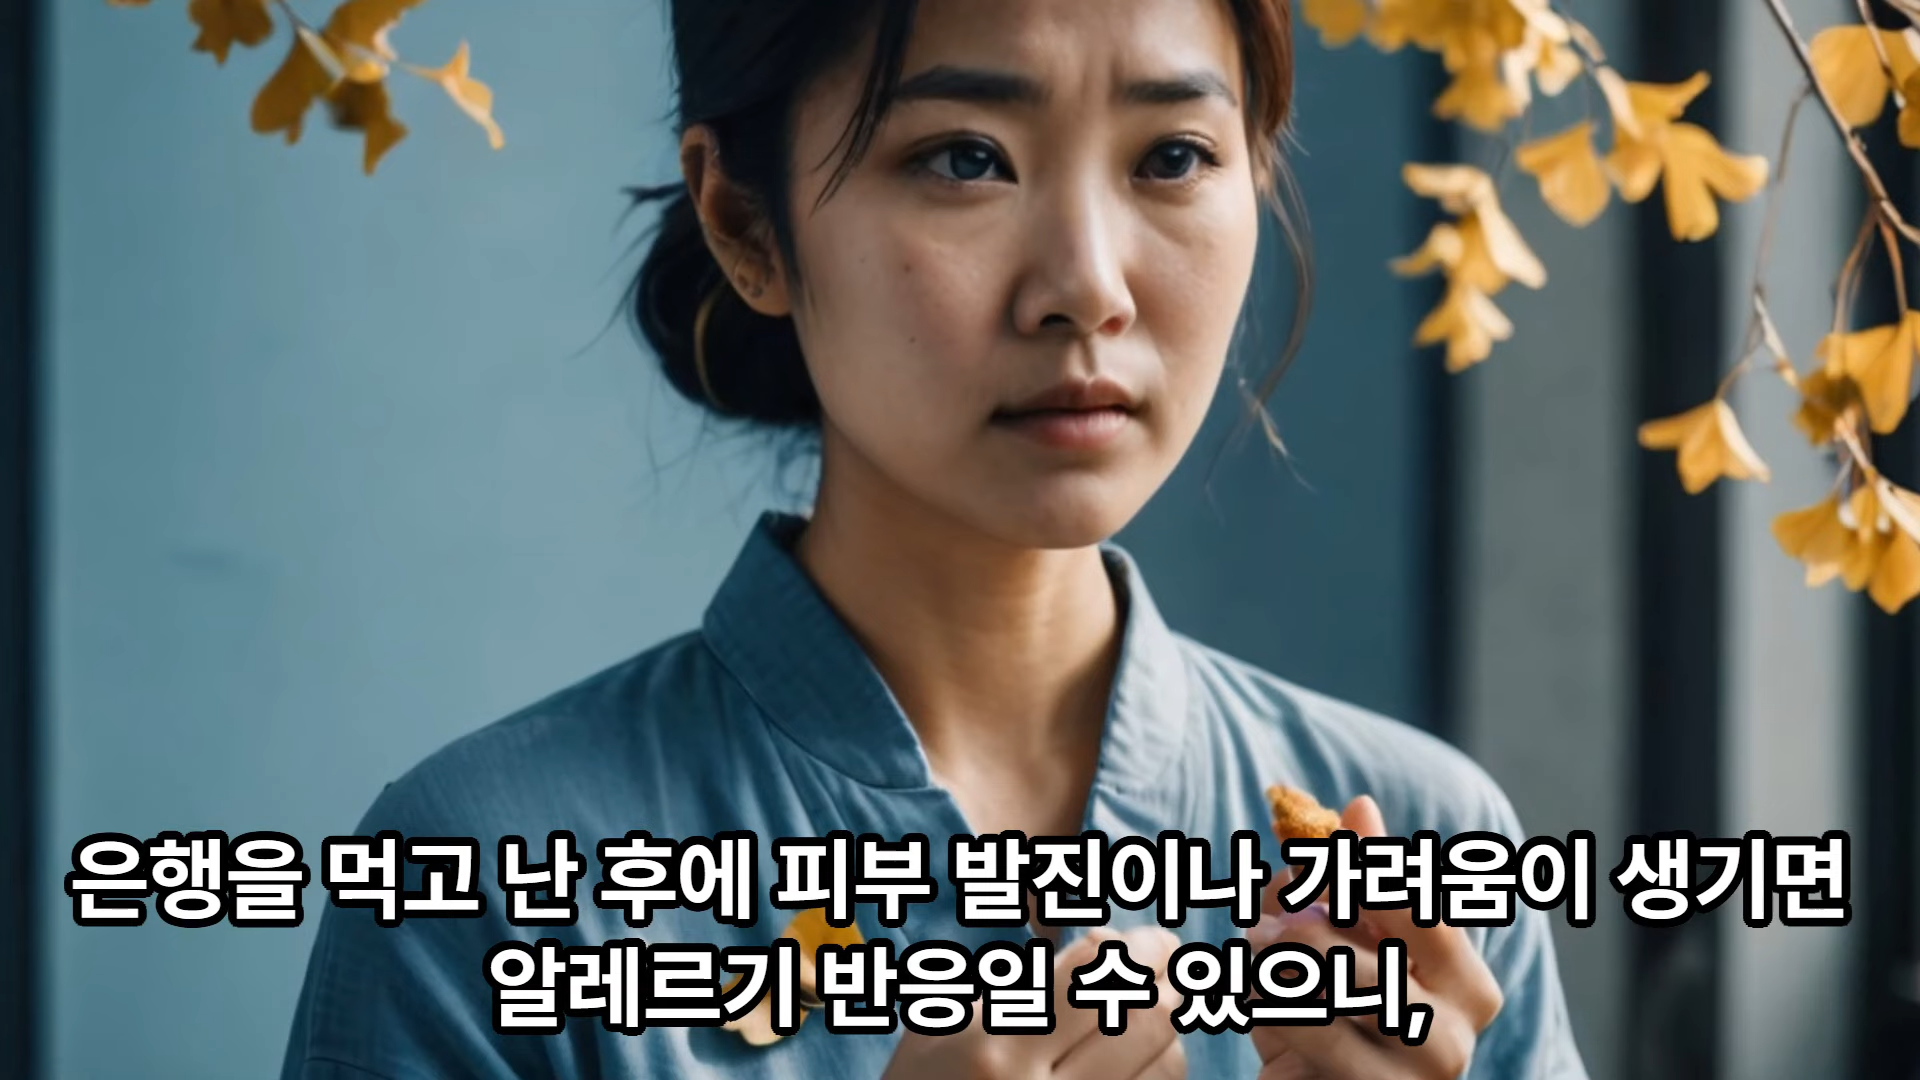 은행을 먹고 난 후에 피부 발진이나 가려움이 생기면
알레르기 반응일 수 있으니,